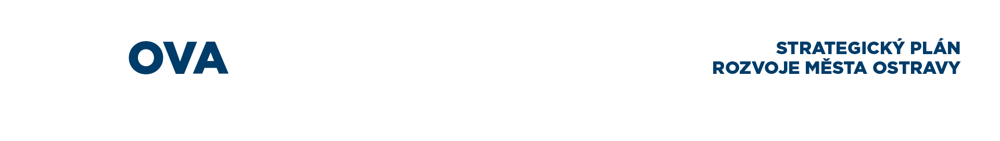 OVA
STRATEGICKÝ PLÁN
ROZVOJE MĚSTA OSTRAVY